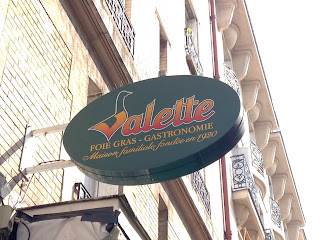 Valette
FOIE GRAS - GASTRONOMIE
Maison familiale fondée en 1920